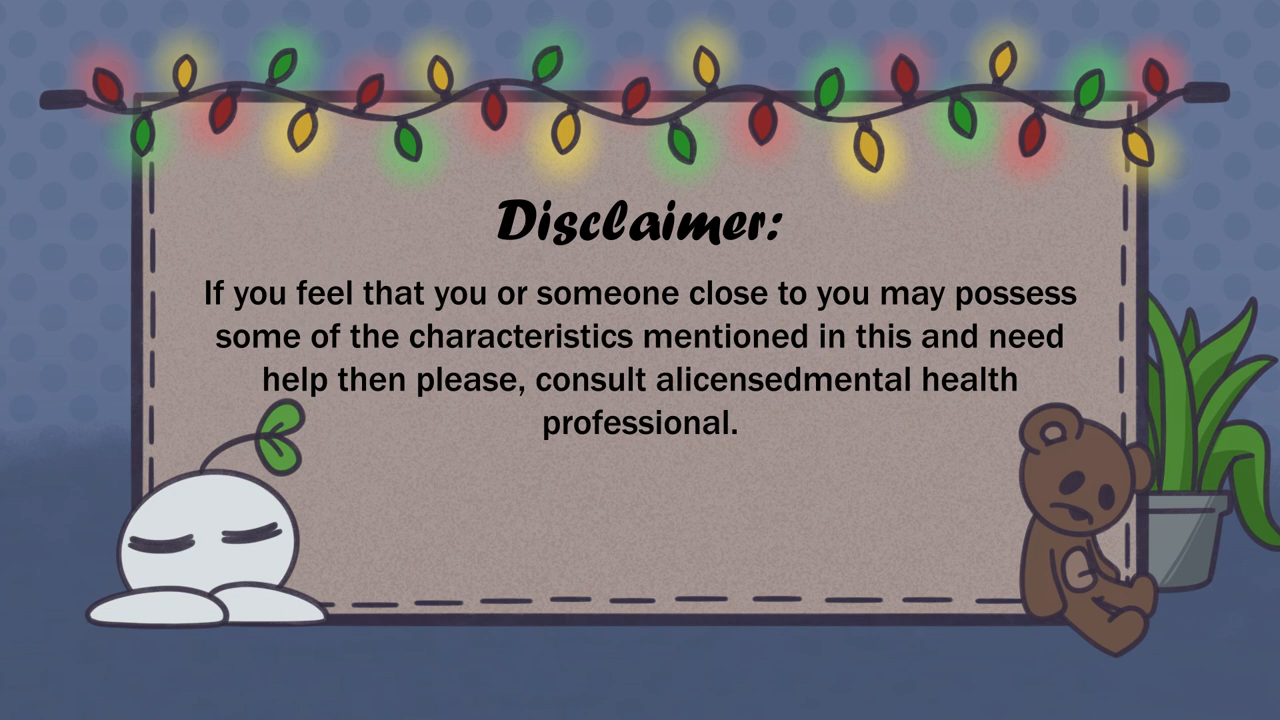 Disclaimer:
If you feel that you or someone close to you may possess
some of the characteristics mentioned in this and need
help then please, consult alicensedmental health
professional.